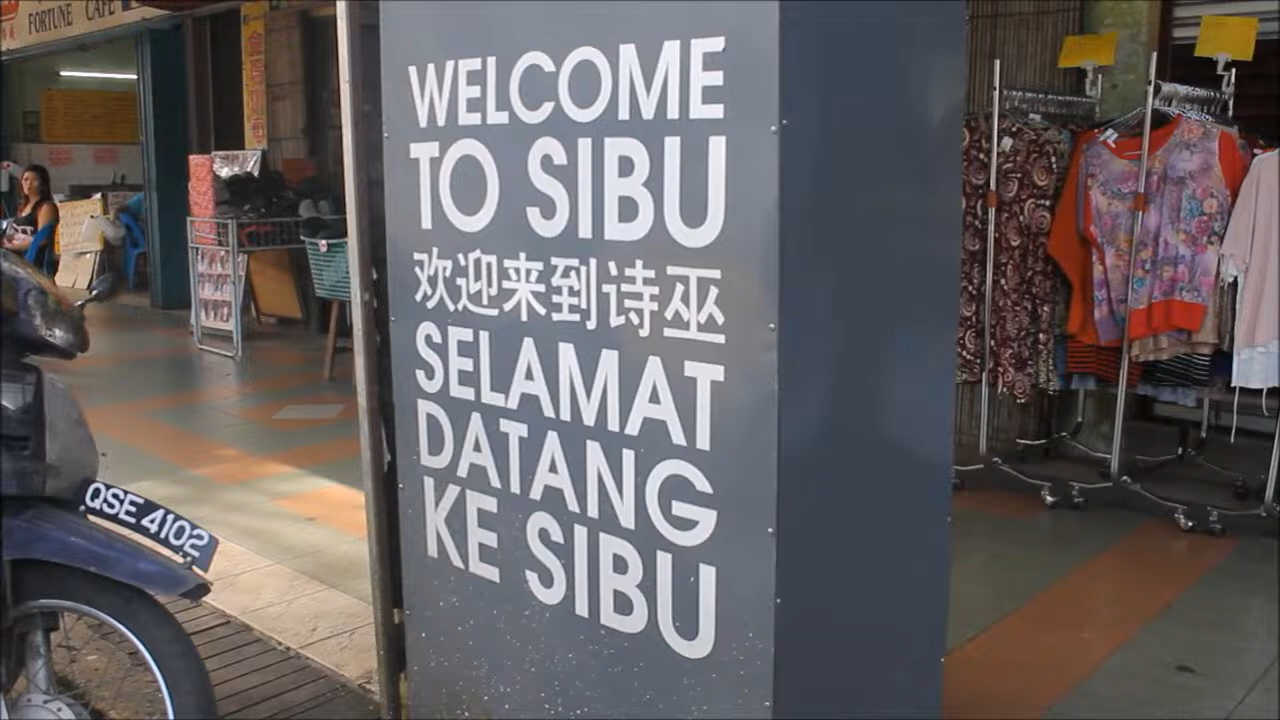 FORTUNE CAFE
WELCOME
TO SIBU
欢迎来到诗巫
SELAMAT
DATANG
KE SIBU
QSE 4102